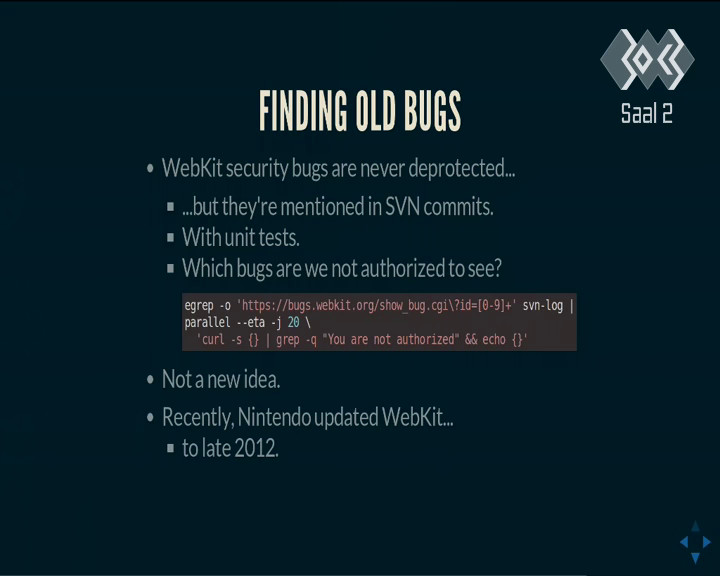 Saal 2
FINDING OLD BUGS
WebKit security bugs are never deprotected...
...but they're mentioned in SVN commits.
With unit tests.
Which bugs are we not authorized to see?
egrep -o 'https://bugs.webkit.org/show_bug.cgi\?id=[0-9]+' svn-log |
parallel --eta -j 20 \
'curl -s {} | grep -q "You are not authorized" && echo {}'
Not a new idea.
Recently, Nintendo updated WebKit...
to late 2012.